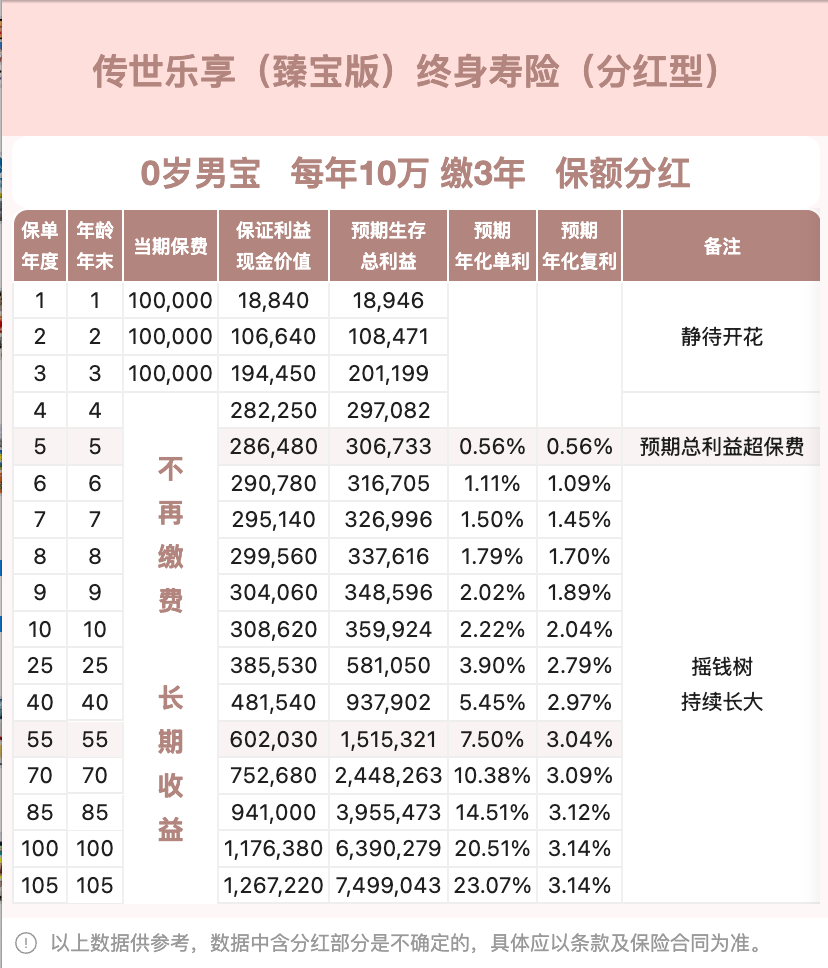 传世乐享（臻宝版）终身寿险（分红型）
0岁男宝 每年10万 缴3年 保额分红
保单年度 年龄年末 当期保费 保证利益现金价值 预期生存总利益 预期年化单利 预期年化复利 备注
1 1 100,000 18,840 18,946
2 2 100,000 106,640 108,471 静待开花
3 3 100,000 194,450 201,199
4 4 282,250 297,082
5 5 286,480 306,733 0.56% 0.56% 预期总利益超保费
6 6 290,780 316,705 1.11% 1.09%
7 7 295,140 326,996 1.50% 1.45%
8 8 299,560 337,616 1.79% 1.70%
9 9 304,060 348,596 2.02% 1.89%
10 10 308,620 359,924 2.22% 2.04%
25 25 385,530 581,050 3.90% 2.79%
40 40 481,540 937,902 5.45% 2.97%
55 55 602,030 1,515,321 7.50% 3.04%
70 70 752,680 2,448,263 10.38% 3.09%
85 85 941,000 3,955,473 14.51% 3.12%
100 100 1,176,380 6,390,279 20.51% 3.14%
105 105 1,267,220 7,499,043 23.07% 3.14%
不再缴费 长期收益
摇钱树
持续长大
以上数据供参考，数据中含分红部分是不确定的，具体应以条款及保险合同为准。